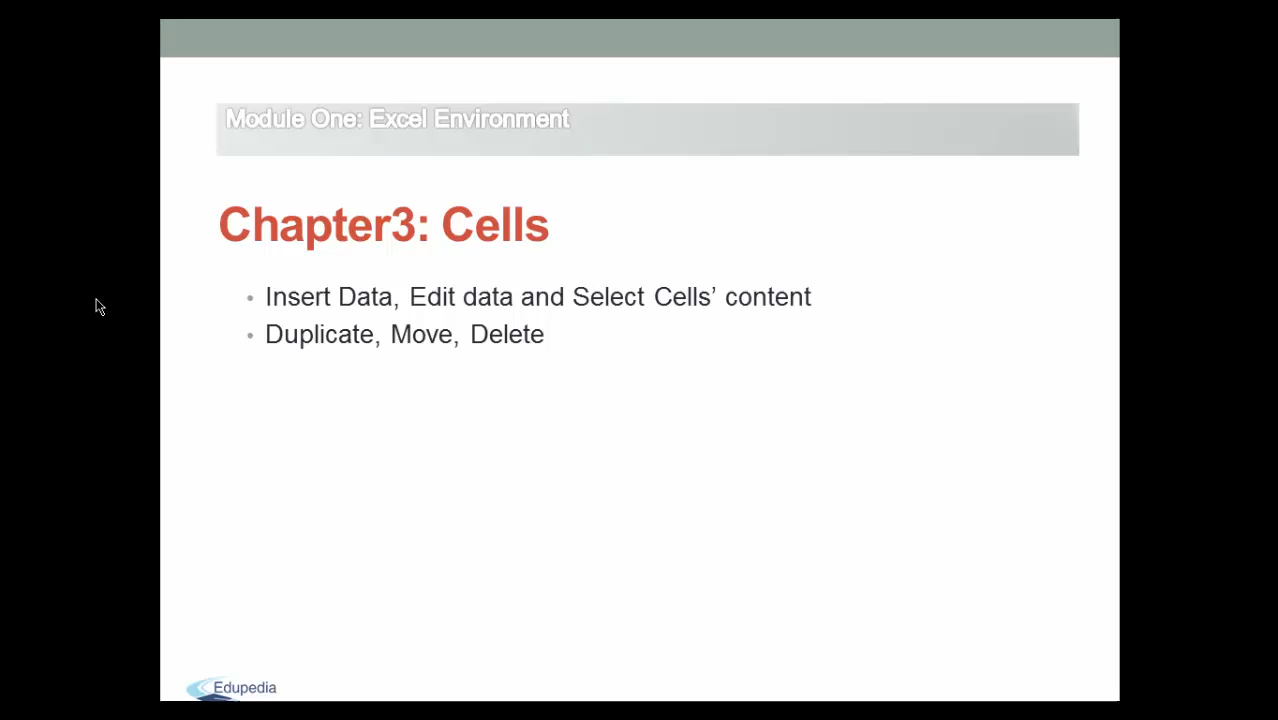 Module One: Excel Environment
Chapter3: Cells
• Insert Data, Edit data and Select Cells’ content
• Duplicate, Move, Delete
Edupedia